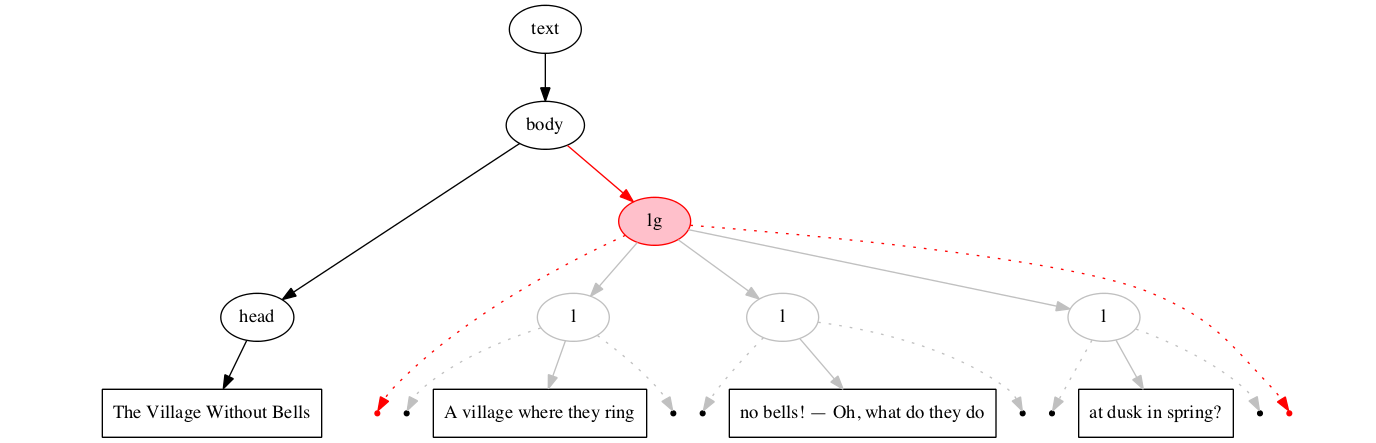 text
body
lg
head
l
l
l
The Village Without Bells
A village where they ring
no bells! — Oh, what do they do
at dusk in spring?